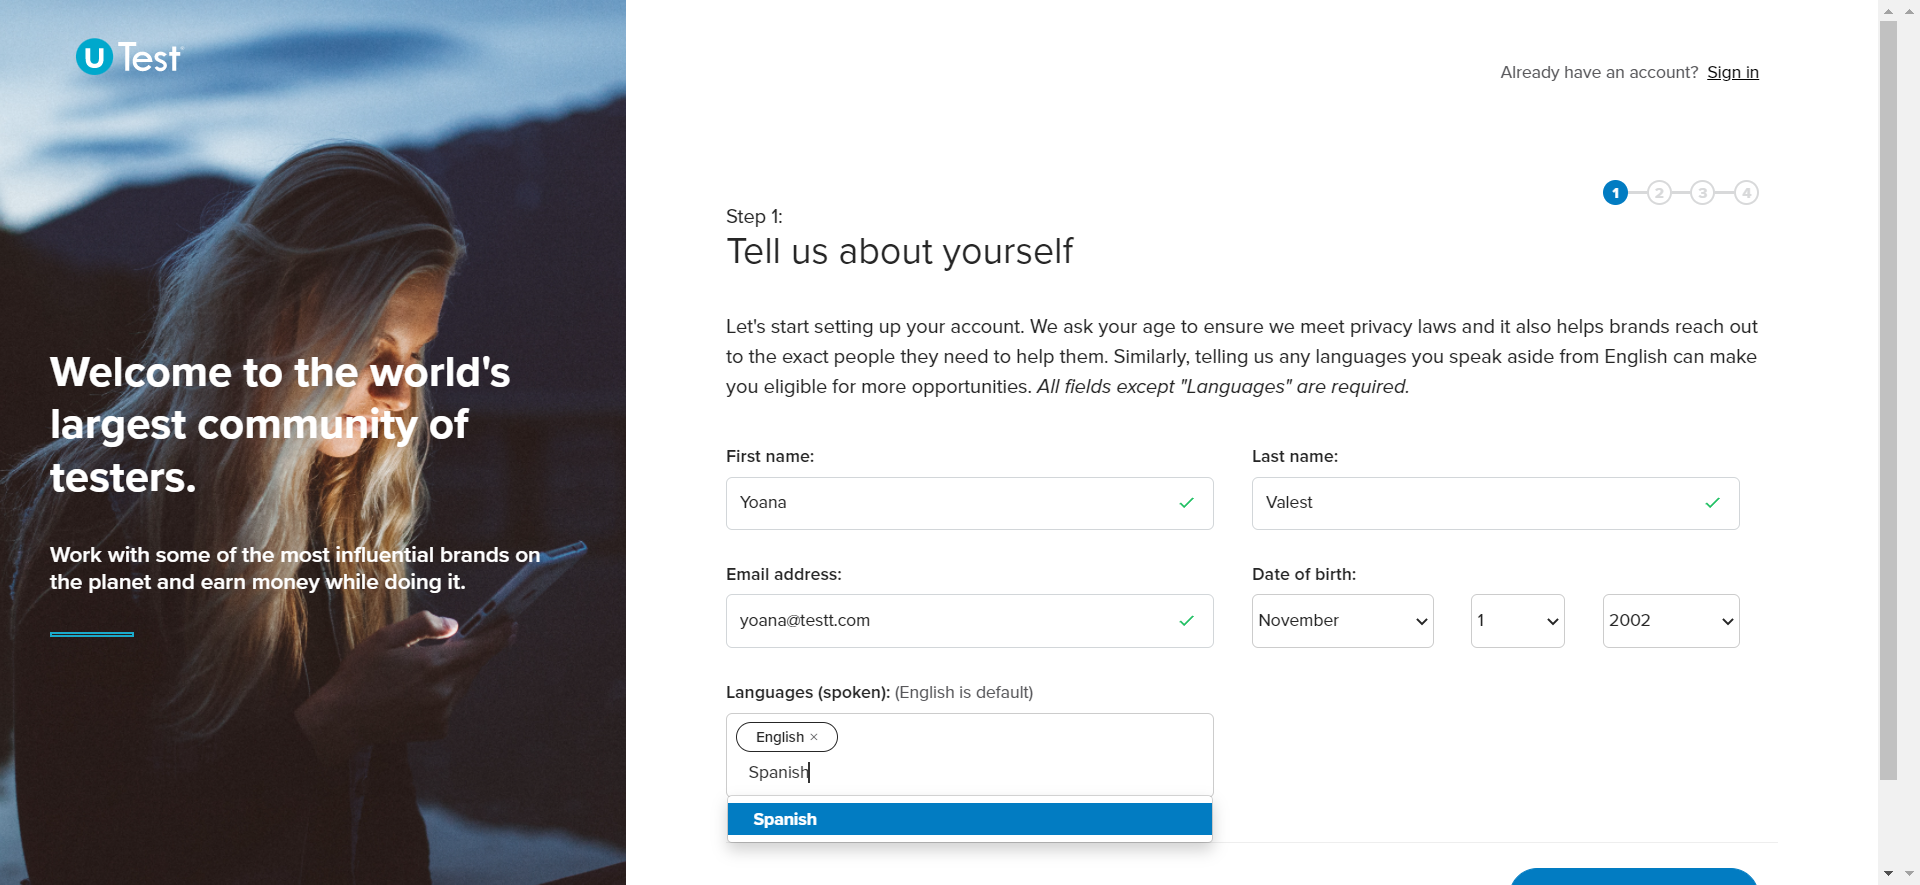 U Test
Already have an account? Sign in
1 2 3 4
Step 1:
Tell us about yourself
Welcome to the world's
largest community of
testers.
Work with some of the most influential brands on
the planet and earn money while doing it.
Let's start setting up your account. We ask your age to ensure we meet privacy laws and it also helps brands reach out
to the exact people they need to help them. Similarly, telling us any languages you speak aside from English can make
you eligible for more opportunities. All fields except "Languages" are required.
First name:
Last name:
Yoana
Valest
Email address:
Date of birth:
yoana@testt.com
November
1
2002
Languages (spoken): (English is default)
English ×
Spanish
Spanish